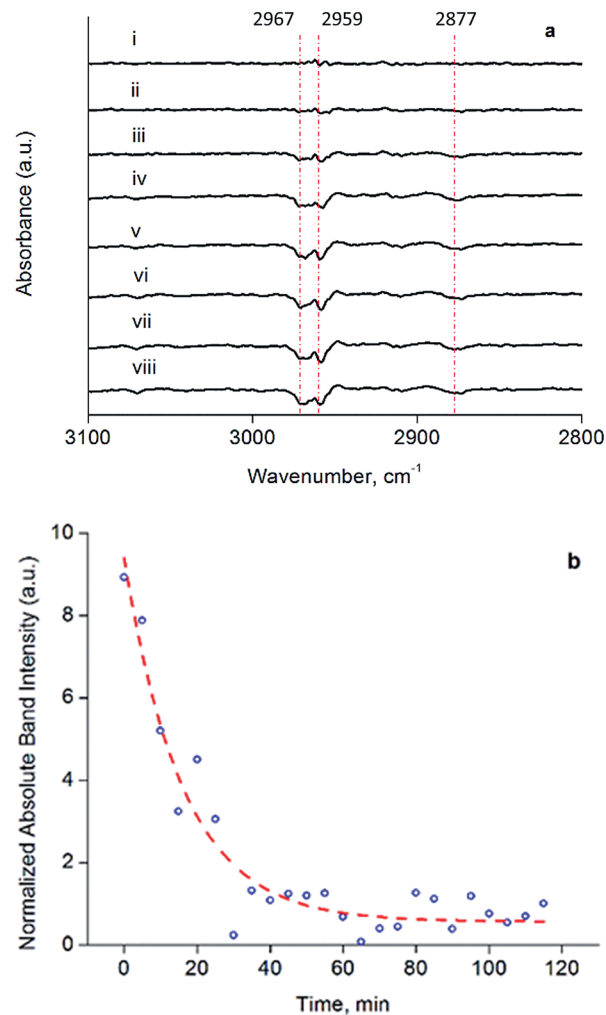 2967 2959 2877
a
i
ii
iii
iv
v
vi
vii
viii
Absorbance (a.u.)
3100 3000 2900 2800
Wavenumber, cm⁻¹
b
10
8
6
4
2
0
Normalized Absolute Band Intensity (a.u.)
0 20 40 60 80 100 120
Time, min